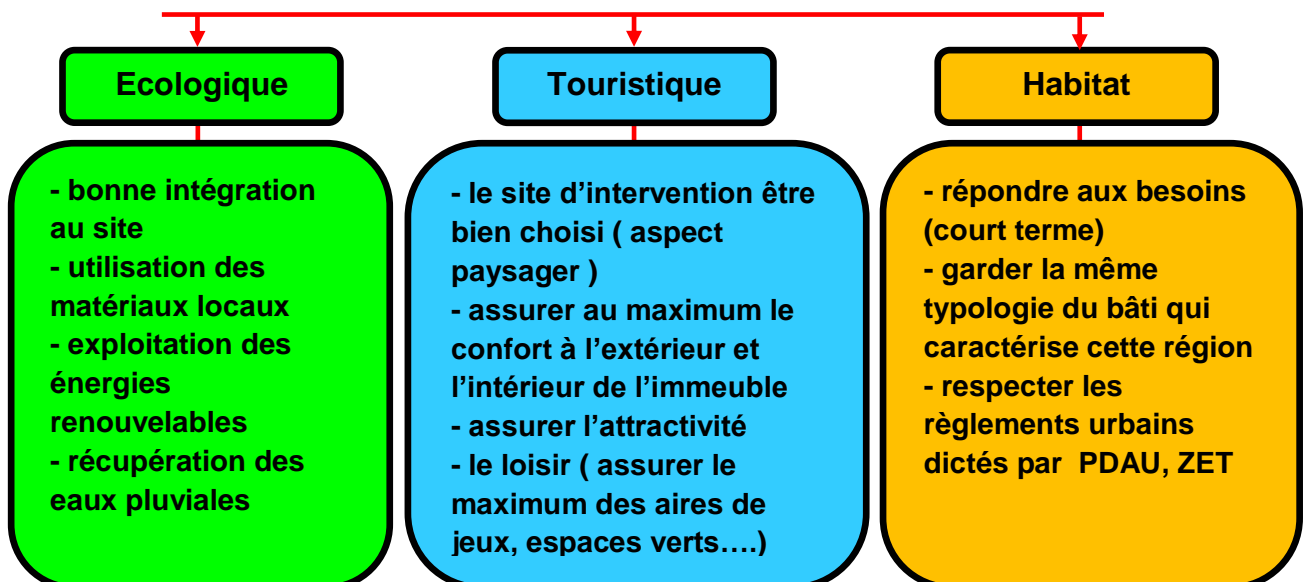 Ecologique
- bonne intégration
au site
- utilisation des
matériaux locaux
- exploitation des
énergies
renouvelables
- récupération des
eaux pluviales
Touristique
- le site d’intervention être
bien choisi ( aspect
paysager )
- assurer au maximum le
confort à l’extérieur et
l’intérieur de l’immeuble
- assurer l’attractivité
- le loisir ( assurer le
maximum des aires de
jeux, espaces verts….)
Habitat
- répondre aux besoins
(court terme)
- garder la même
typologie du bâti qui
caractérise cette région
- respecter les
règlements urbains
dictés par  PDAU, ZET